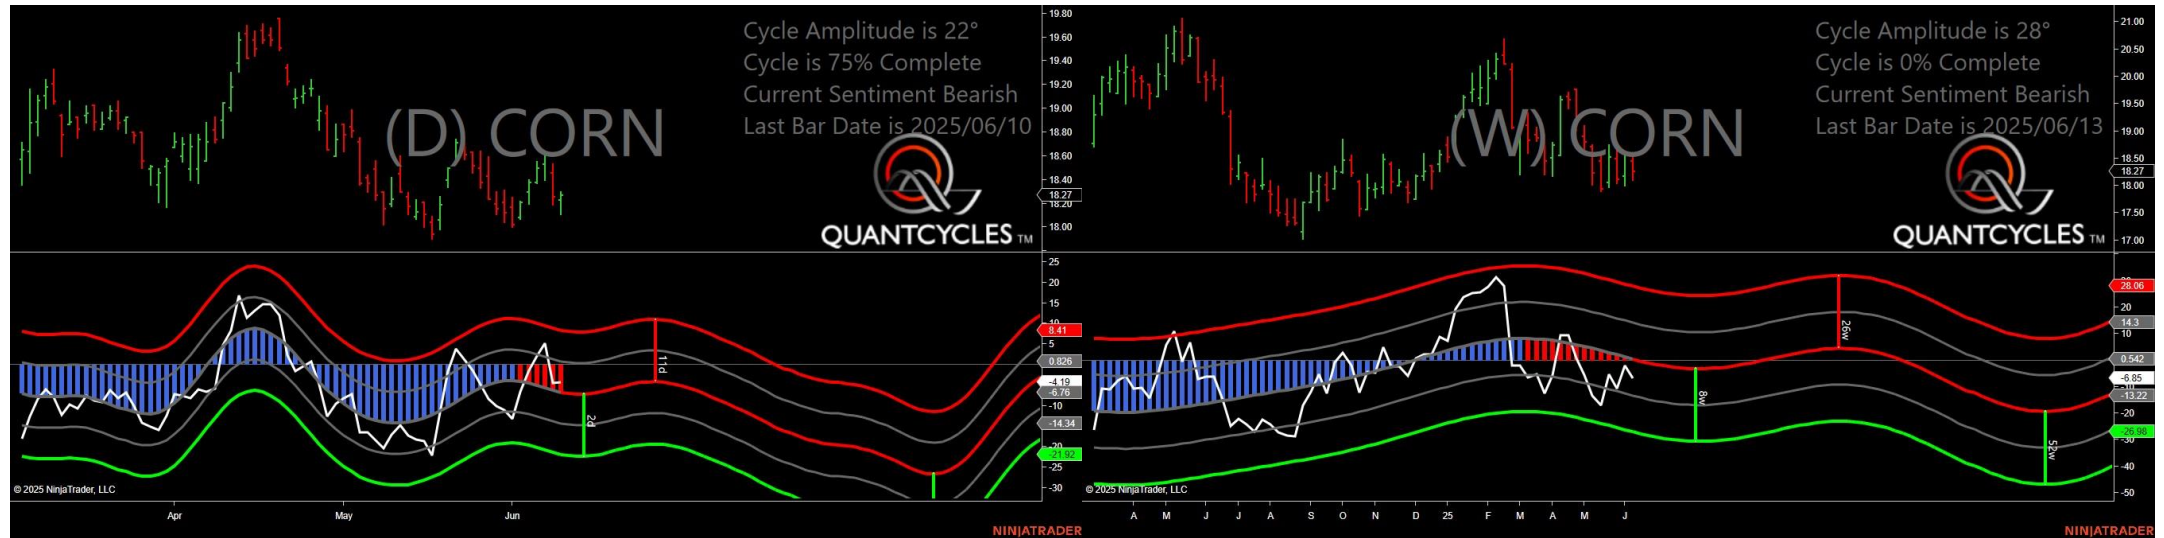 Cycle Amplitude is 22°
Cycle is 75% Complete
Current Sentiment Bearish
Last Bar Date is 2025/06/10
(D) CORN
QUANTCYCLES TM
19.80
19.60
19.40
19.20
19.00
18.80
18.60
18.40
18.27
18.20
18.00
25
20
15
10
8.41
5
0.826
-4.19
-6.76
-10
-14.34
-20
-21.92
-25
-30
11d
2d
© 2025 NinjaTrader, LLC
Apr May Jun
NINJATRADER
Cycle Amplitude is 28°
Cycle is 0% Complete
Current Sentiment Bearish
Last Bar Date is 2025/06/13
(W) CORN
QUANTCYCLES TM
21.00
20.50
20.00
19.50
19.00
18.50
18.27
18.00
17.50
17.00
28.06
20
14.3
10
0.542
-6.85
-13.22
-20
-26.98
-30
-40
-50
26w
8w
52w
© 2025 NinjaTrader, LLC
A M J J A S O N D 25 F M A M J
NINJATRADER